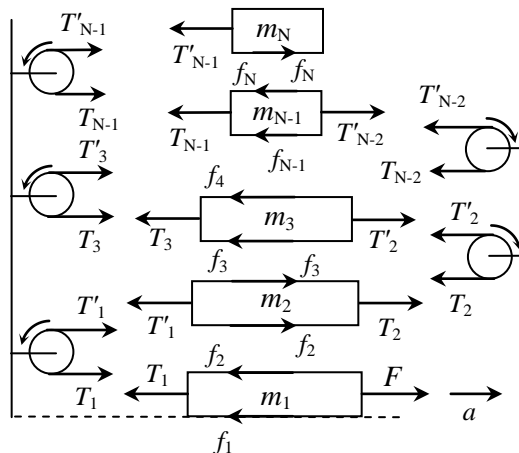 T′N-1 mN
T′N-1 fN fN
TN-1 mN-1 T′N-2
T′3 TN-1 fN-1 T′N-2 TN-2
f4
T3 T3 m3 T′2 T′2
f3 f3
T′1 T′1 m2 T2 T2
f2 f2
T1 T1 m1 F
f1 a